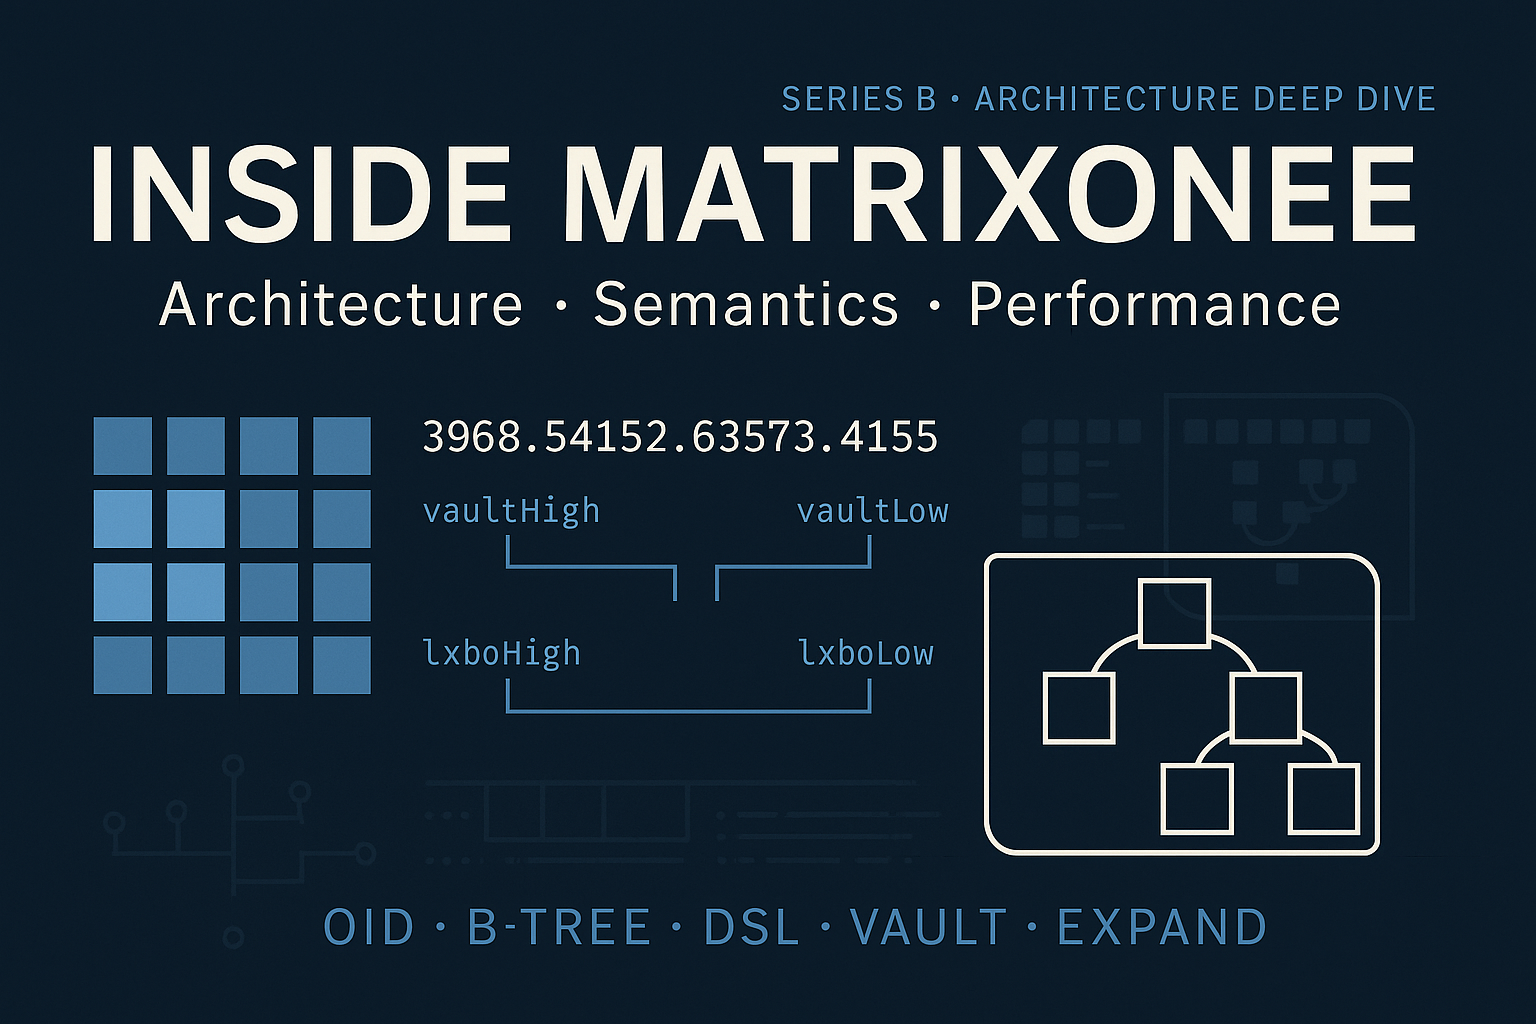 SERIES B · ARCHITECTURE DEEP DIVE
INSIDE MATRIXONEE
Architecture · Semantics · Performance
3968.54152.63573.4155
vaultHigh vaultLow
lxboHigh lxboLow
OID · B-TREE · DSL · VAULT · EXPAND